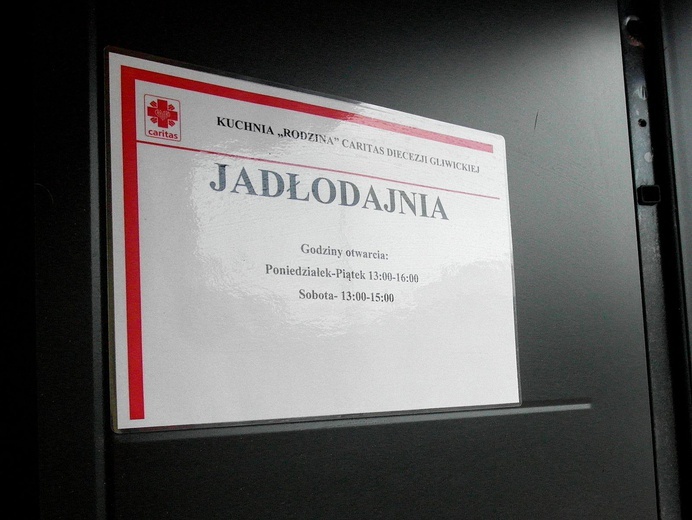 caritas
KUCHNIA „RODZINA” CARITAS DIECEZJI GLIWICKIEJ
JADŁODAJNIA
Godziny otwarcia:
Poniedziałek-Piątek 13:00-16:00
Sobota- 13:00-15:00